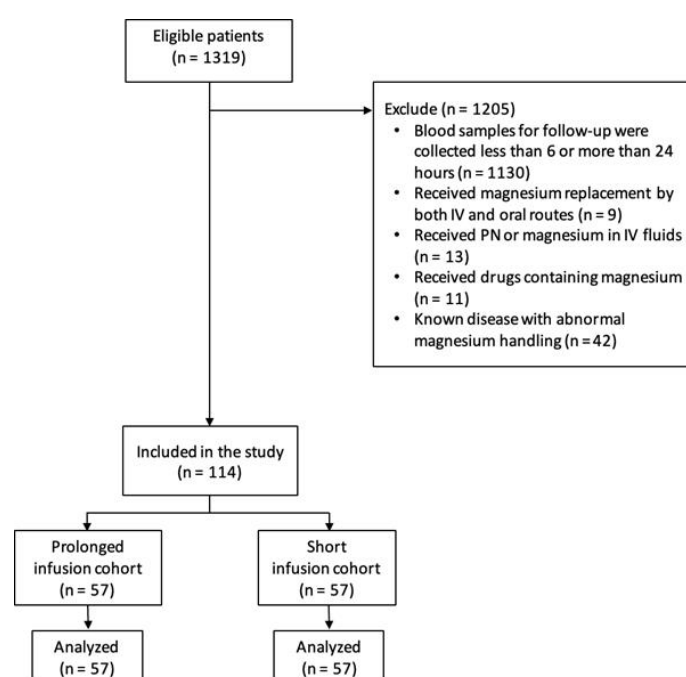 Eligible patients
(n = 1319)
Exclude (n = 1205)
• Blood samples for follow-up were
collected less than 6 or more than 24
hours (n = 1130)
• Received magnesium replacement by
both IV and oral routes (n = 9)
• Received PN or magnesium in IV fluids
(n = 13)
• Received drugs containing magnesium
(n = 11)
• Known disease with abnormal
magnesium handling (n = 42)
Included in the study
(n = 114)
Prolonged
infusion cohort
(n = 57)
Short
infusion cohort
(n = 57)
Analyzed
(n = 57)
Analyzed
(n = 57)